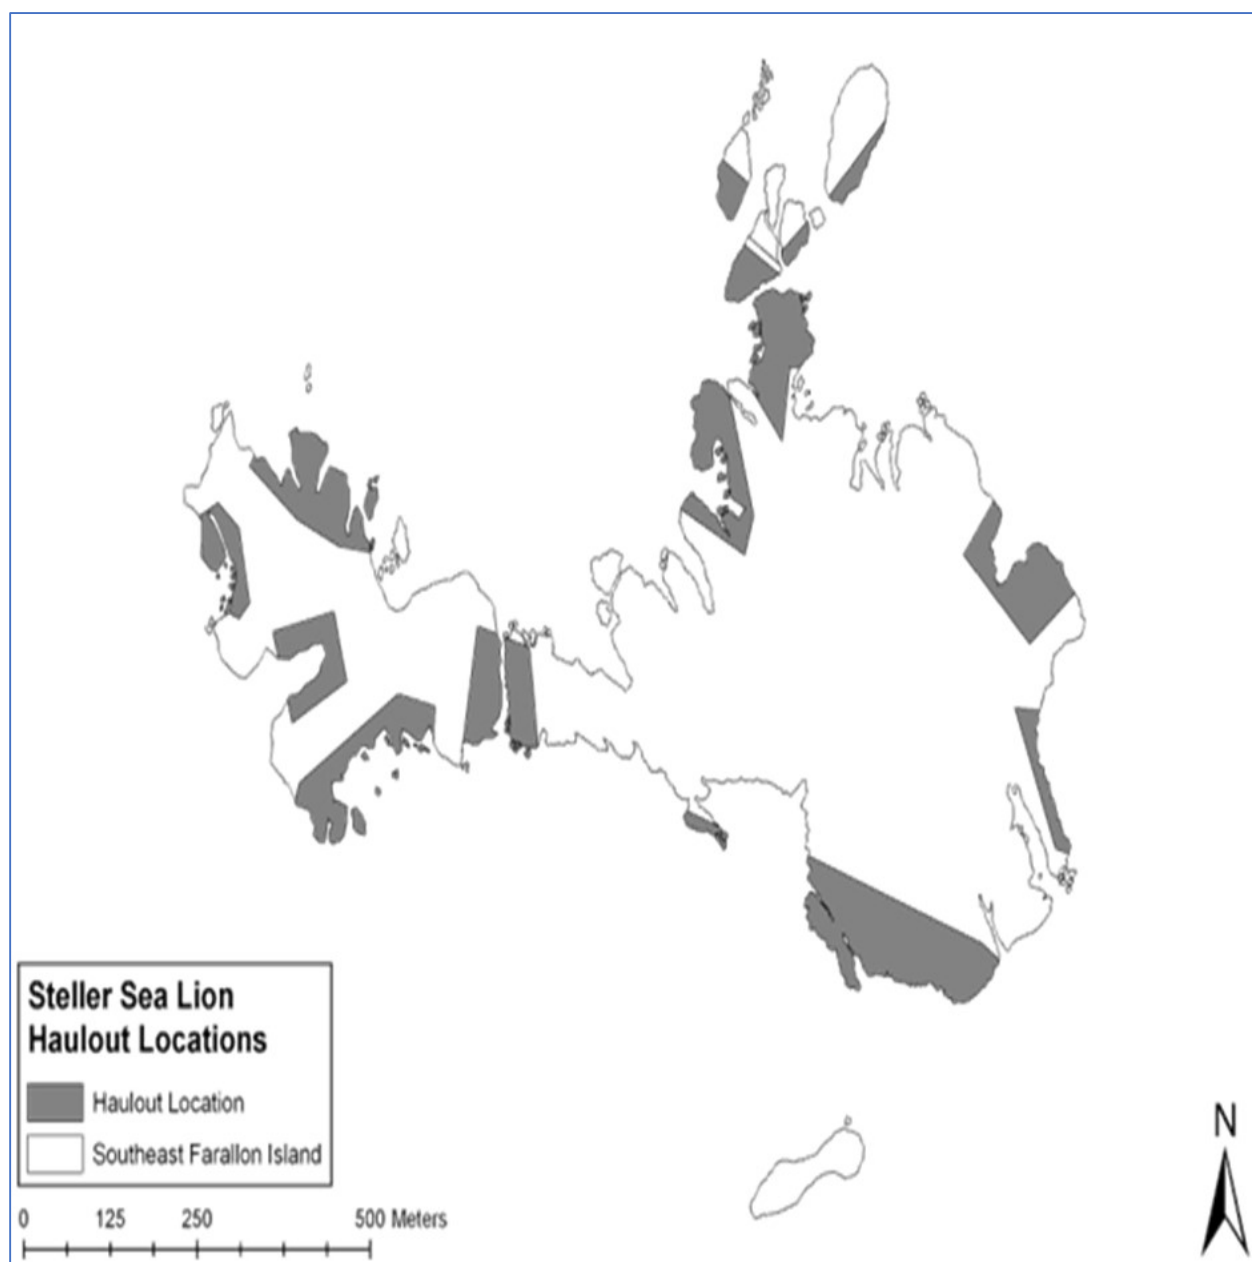 Steller Sea Lion
Haulout Locations
Haulout Location
Southeast Farallon Island
0 125 250 500 Meters
N